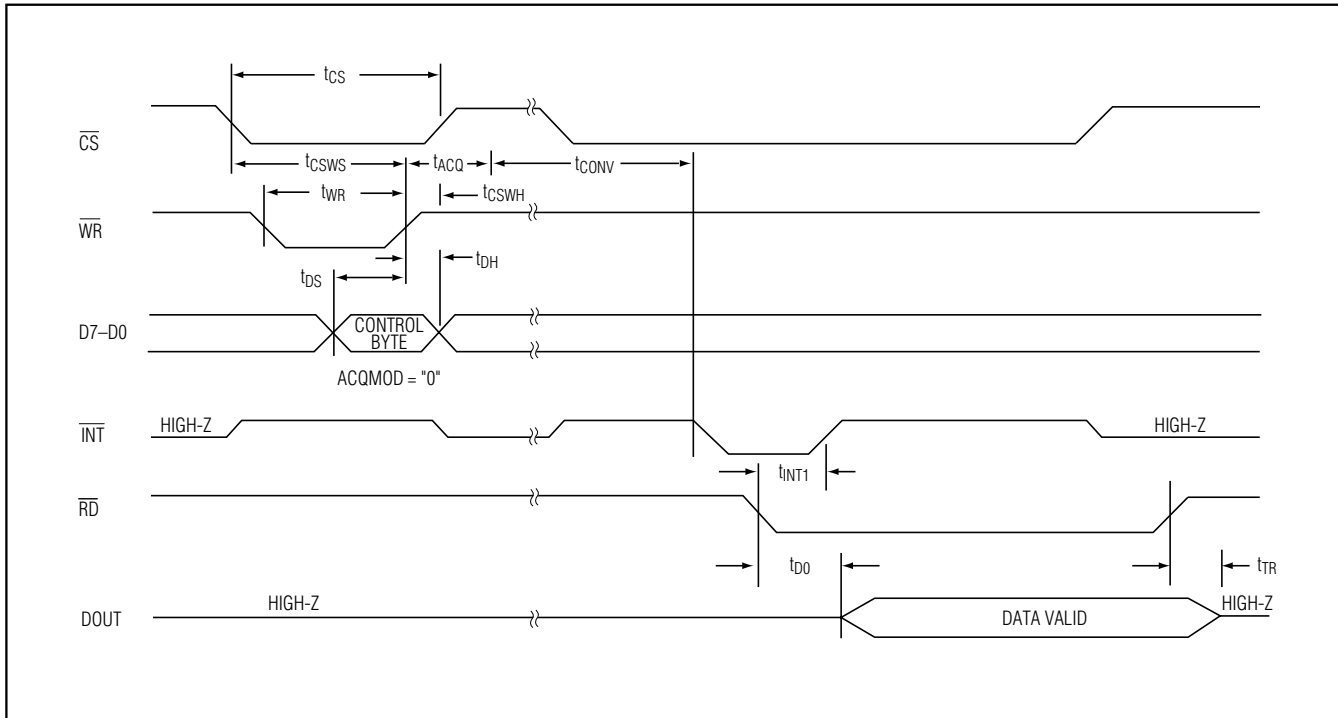 tCS
CS
tCSWS
tACQ
tCONV
tWR
tCSWH
WR
tDS
tDH
D7–D0
CONTROL
BYTE
ACQMOD = "0"
INT
HIGH-Z
HIGH-Z
tINT1
RD
tD0
tTR
DOUT
HIGH-Z
DATA VALID
HIGH-Z